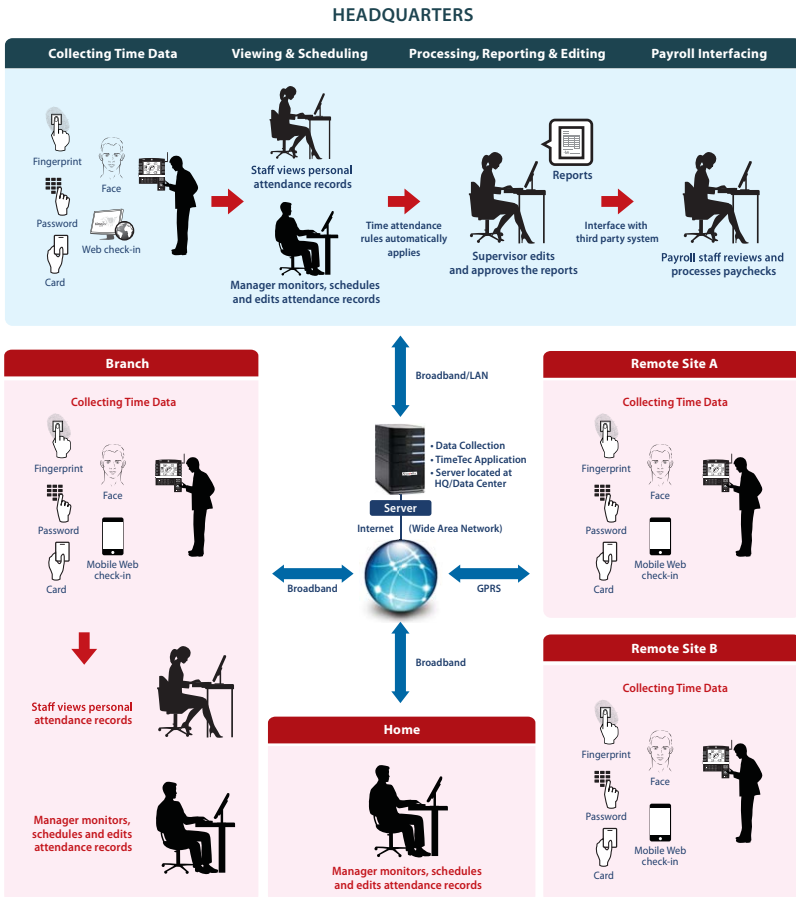 HEADQUARTERS
Collecting Time Data
Viewing & Scheduling
Processing, Reporting & Editing
Payroll Interfacing
Fingerprint
Face
Password
Web check-in
Card
Staff views personal
attendance records
Manager monitors, schedules
and edits attendance records
Time attendance
rules automatically
applies
Reports
Supervisor edits
and approves the reports
Interface with
third party system
Payroll staff reviews and
processes paychecks
Broadband/LAN
• Data Collection
• TimeTec Application
• Server located at
HQ/Data Center
Server
Internet
(Wide Area Network)
Broadband
GPRS
Broadband
Branch
Collecting Time Data
Fingerprint
Face
Password
Mobile Web
check-in
Card
Staff views personal
attendance records
Manager monitors,
schedules and edits
attendance records
Home
Manager monitors, schedules
and edits attendance records
Remote Site A
Collecting Time Data
Fingerprint
Face
Password
Mobile Web
check-in
Card
Remote Site B
Collecting Time Data
Fingerprint
Face
Password
Mobile Web
check-in
Card